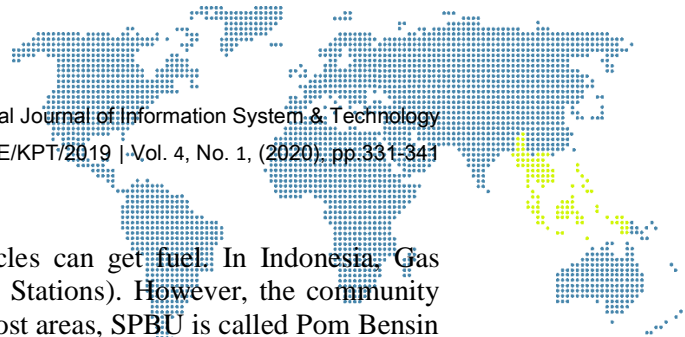 al Journal of Information System & Technology
E/KPT/2019 | Vol. 4, No. 1, (2020), pp.331-341
cles can get fuel. In Indonesia, Gas
Stations). However, the community
ost areas, SPBU is called Pom Bensin